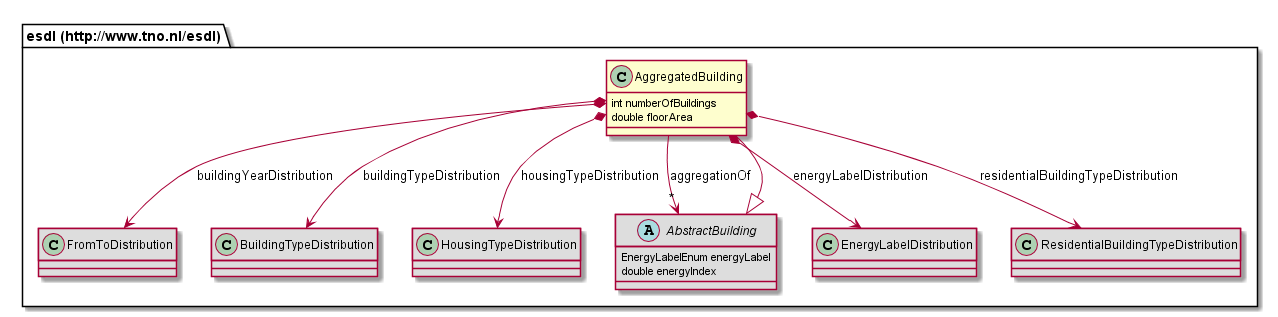 esdl (http://www.tno.nl/esdl)
C AggregatedBuilding
int numberOfBuildings
double floorArea
buildingYearDistribution
buildingTypeDistribution
housingTypeDistribution
aggregationOf
energyLabelDistribution
residentialBuildingTypeDistribution
*
C FromToDistribution
C BuildingTypeDistribution
C HousingTypeDistribution
A AbstractBuilding
EnergyLabelEnum energyLabel
double energyIndex
C EnergyLabelDistribution
C ResidentialBuildingTypeDistribution